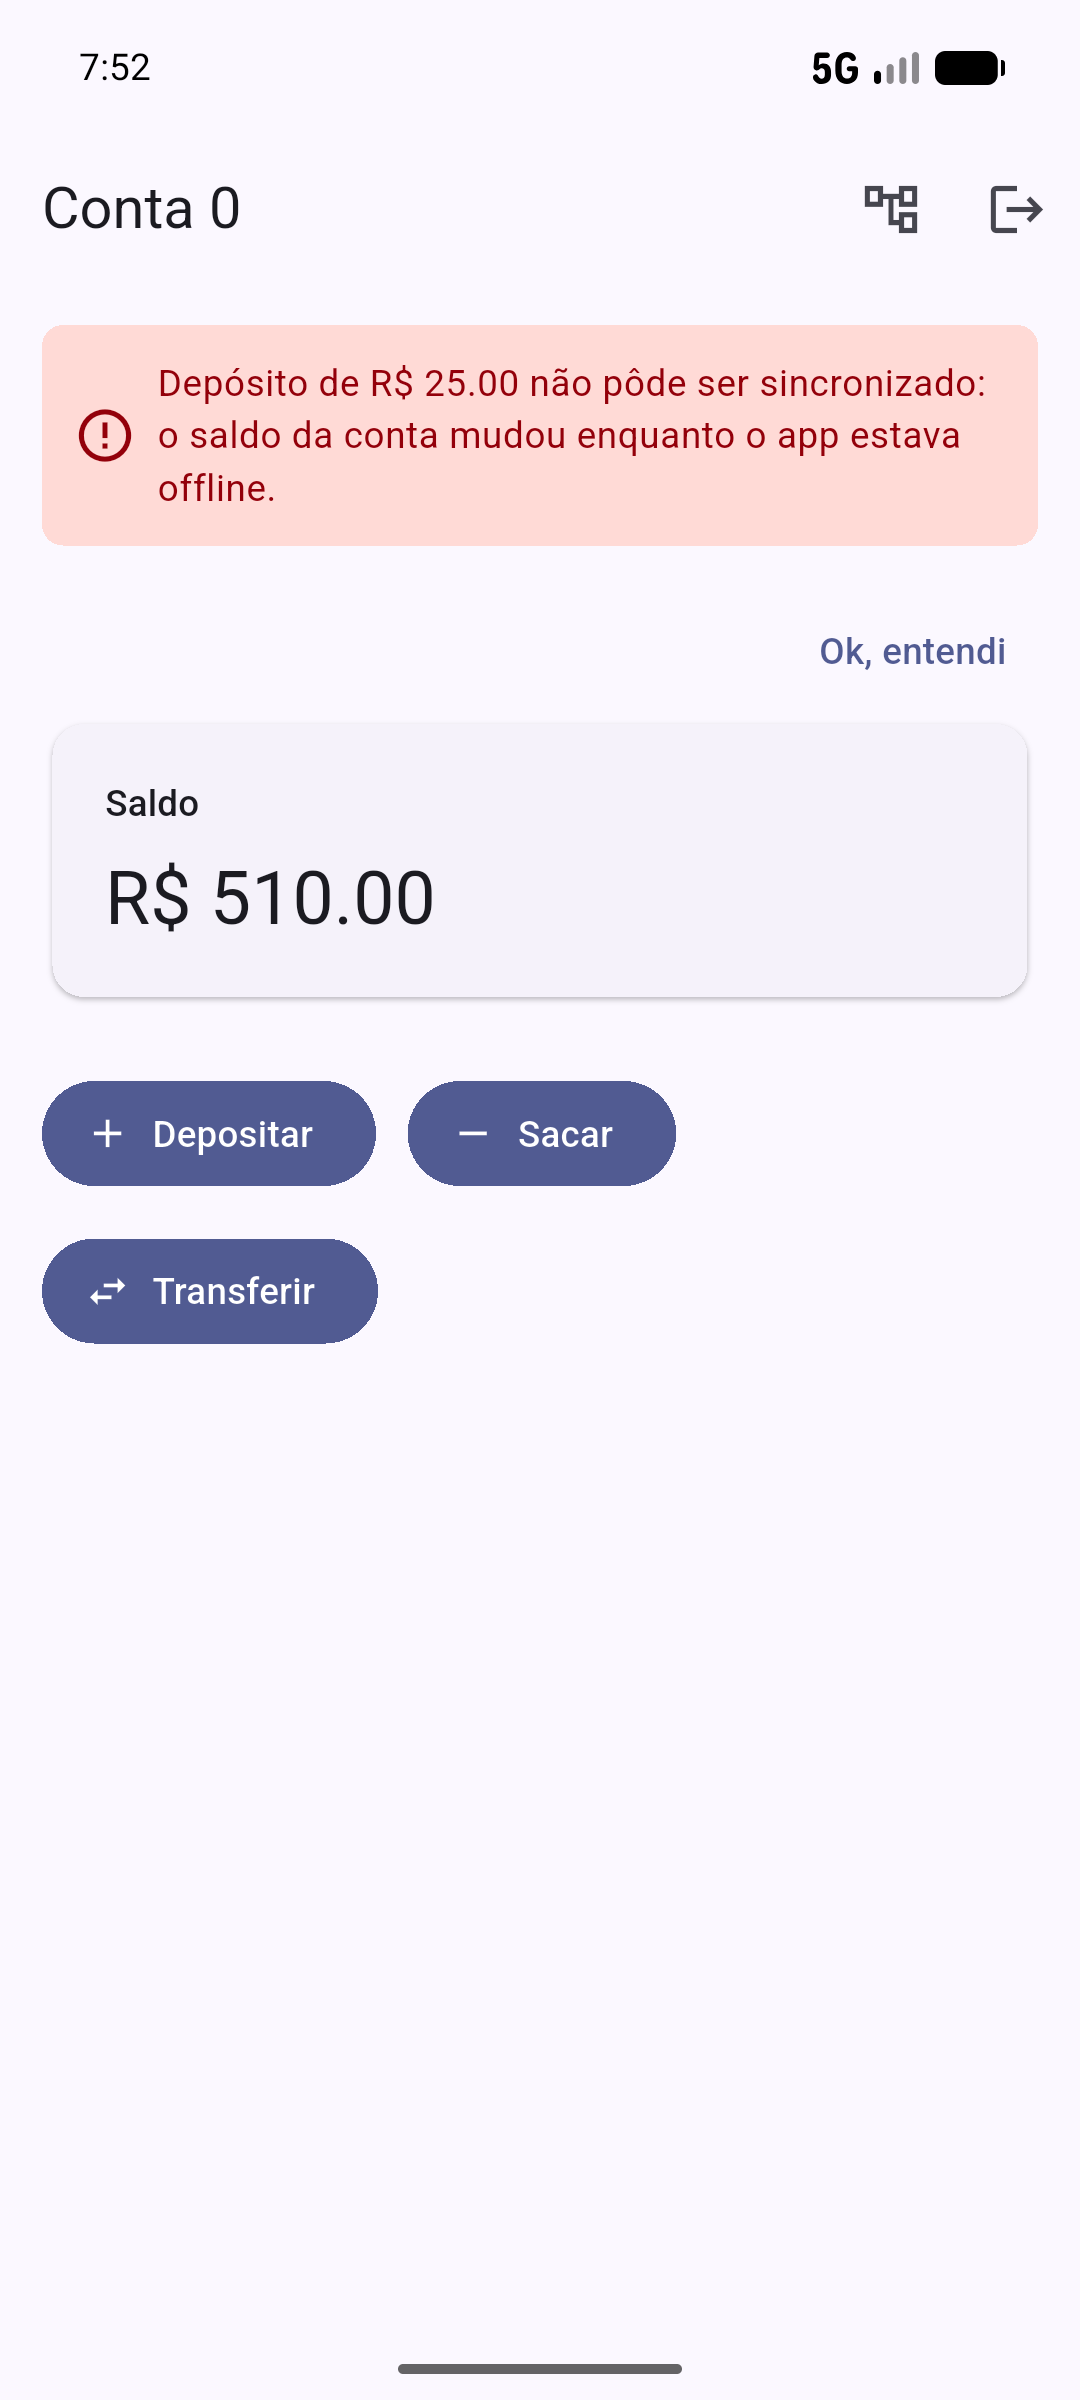 7:52
5G
Conta 0
Depósito de R$ 25.00 não pôde ser sincronizado:
o saldo da conta mudou enquanto o app estava
offline.
Ok, entendi
Saldo
R$ 510.00
Depositar
Sacar
Transferir